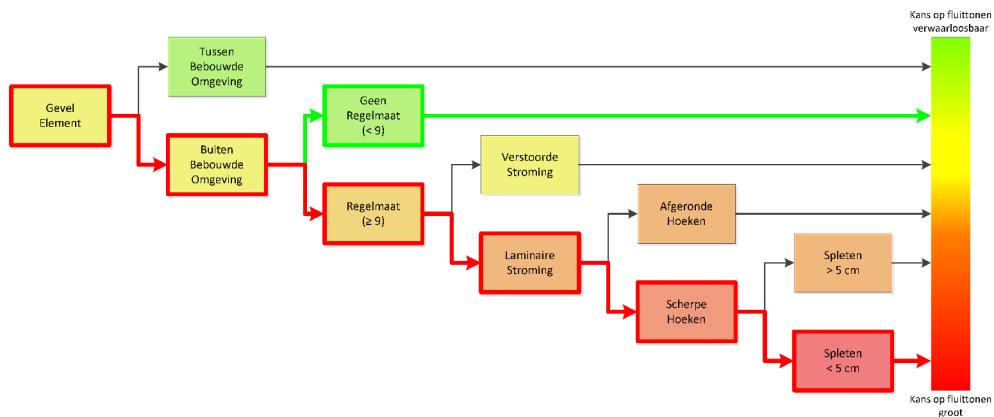 Kans op fluittonen
verwaarloosbaar
Tussen
Bebouwde
Omgeving
Gevel
Element
Geen
Regelmaat
(< 9)
Buiten
Bebouwde
Omgeving
Verstoorde
Stroming
Regelmaat
(≥ 9)
Afgeronde
Hoeken
Laminaire
Stroming
Spleten
> 5 cm
Scherpe
Hoeken
Spleten
< 5 cm
Kans op fluittonen
groot